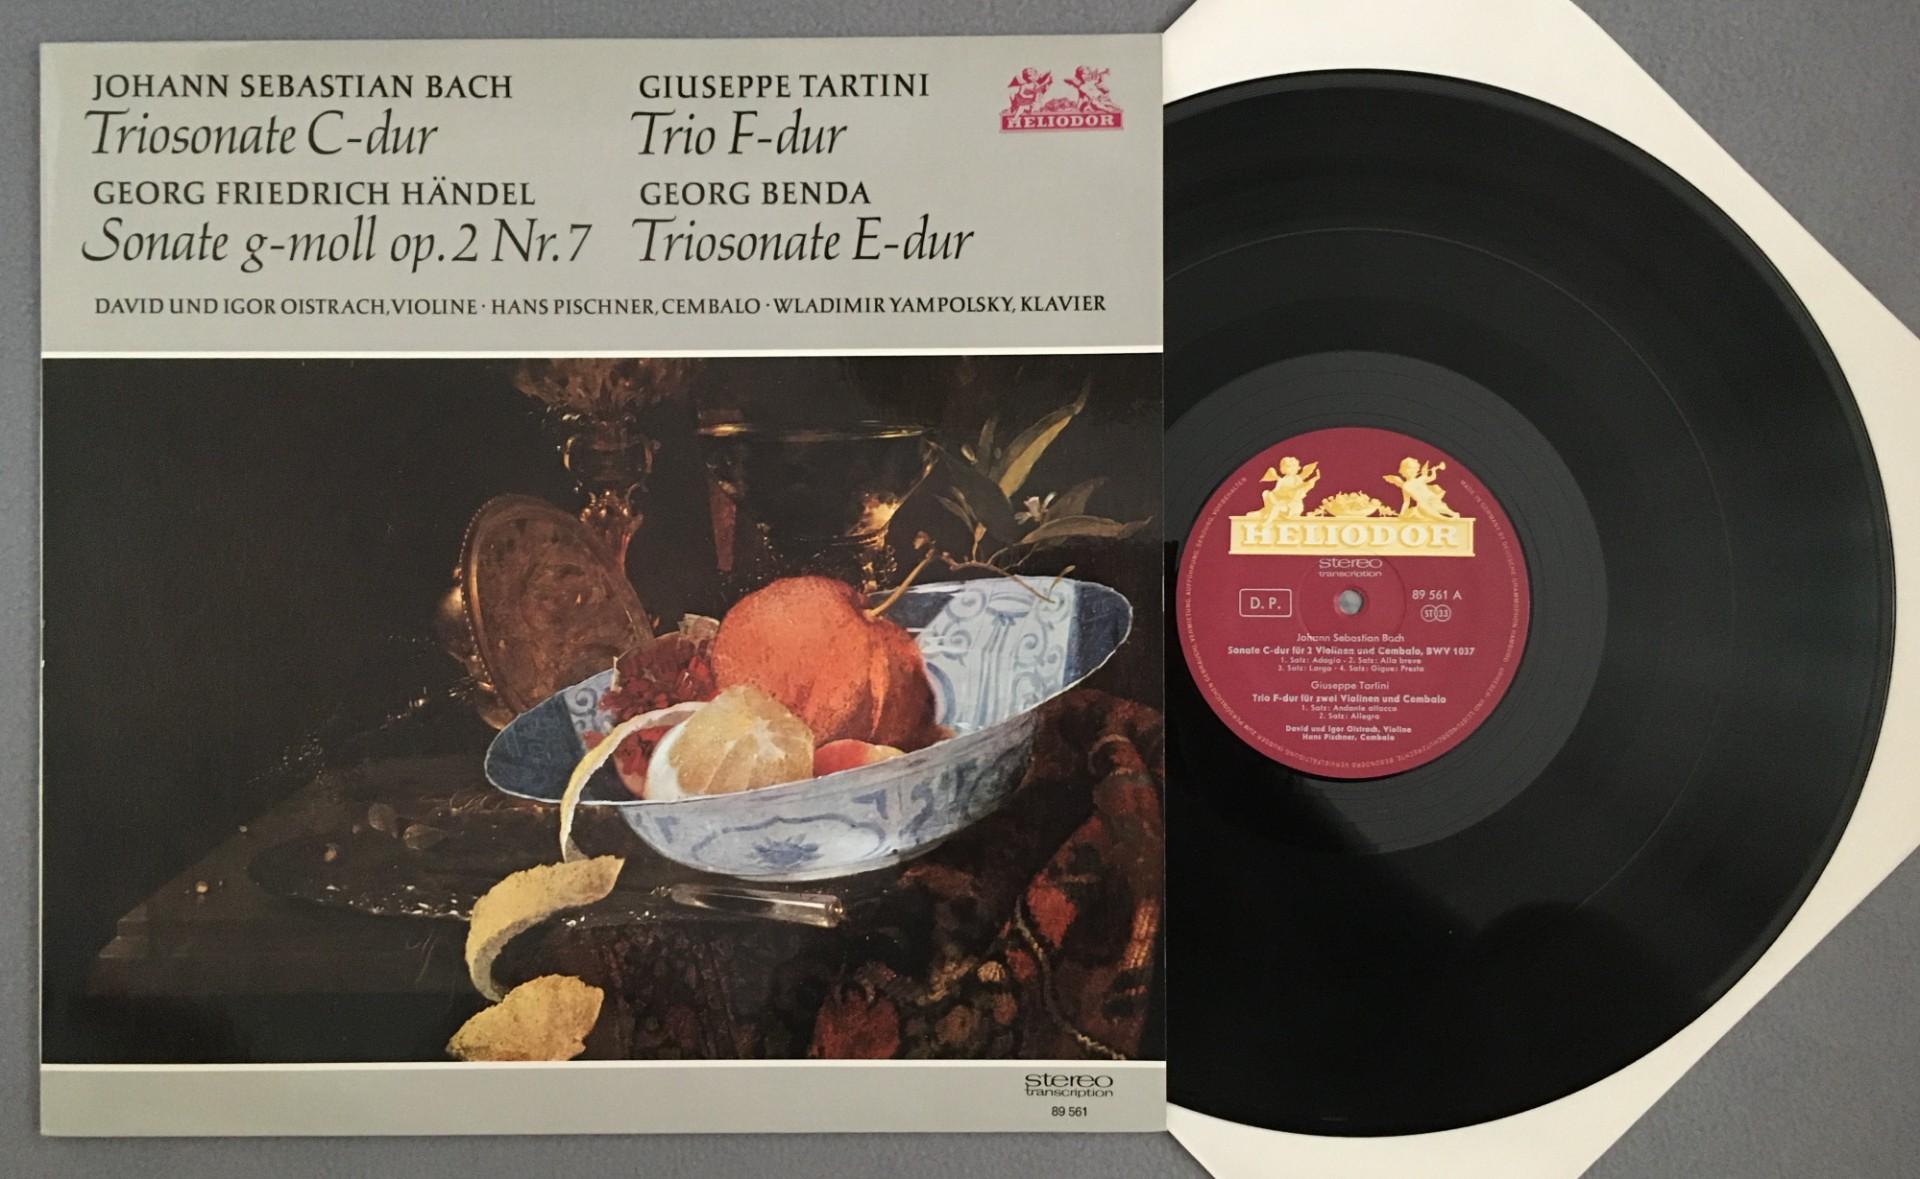 JOHANN SEBASTIAN BACH
Triosonate C-dur
GEORG FRIEDRICH HÄNDEL
Sonate g-moll op. 2 Nr. 7
GIUSEPPE TARTINI
Trio F-dur
GEORG BENDA
Triosonate E-dur
HELIODOR
DAVID UND IGOR OISTRACH, VIOLINE · HANS PISCHNER, CEMBALO · WLADIMIR YAMPOLSKY, KLAVIER
stereo
transcription
89 561
HELIODOR
stereo
transcription
D. P.
89 561 A
ST 33
Johann Sebastian Bach
Sonate C-dur für 2 Violinen und Cembalo, BWV 1037
1. Satz: Adagio - 2. Satz: Alla breve
3. Satz: Largo - 4. Satz: Gigue: Presto
Giuseppe Tartini
Trio F-dur für zwei Violinen und Cembalo
1. Satz: Andante attacca
2. Satz: Allegro
David und Igor Oistrach, Violine
Hans Pischner, Cembalo